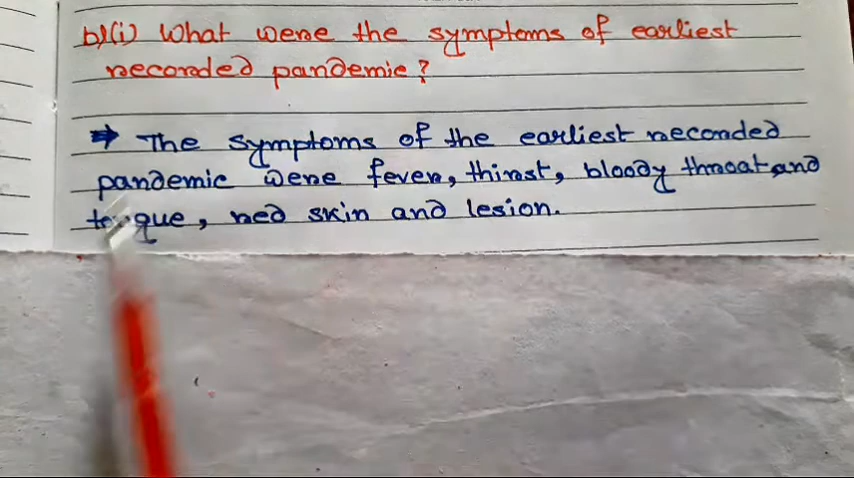 b)(i) What were the symptoms of earliest
recorded pandemic?
➡ The symptoms of the earliest recorded
pandemic were fever, thirst, bloody throat and
tongue, red skin and lesion.